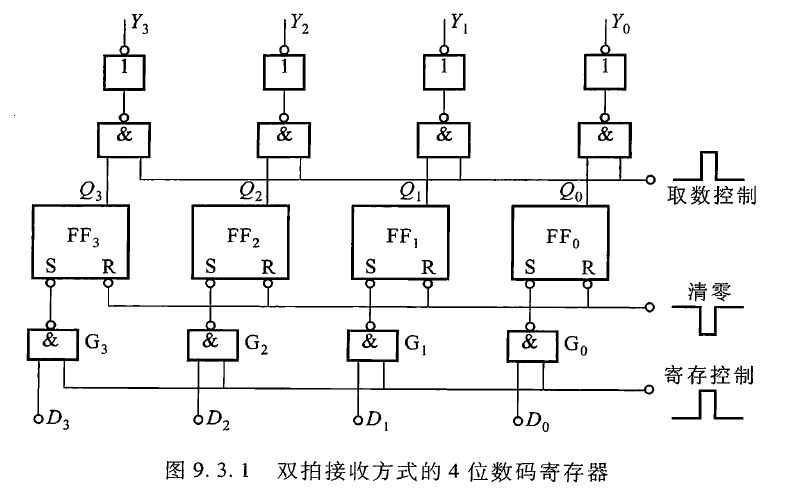 Y3 Y2 Y1 Y0
1 1 1 1
& & & &
Q3 Q2 Q1 Q0 取数控制
FF3 FF2 FF1 FF0
S R S R S R S R
清零
& G3 & G2 & G1 & G0
寄存控制
D3 D2 D1 D0
图 9.3.1 双拍接收方式的 4 位数码寄存器